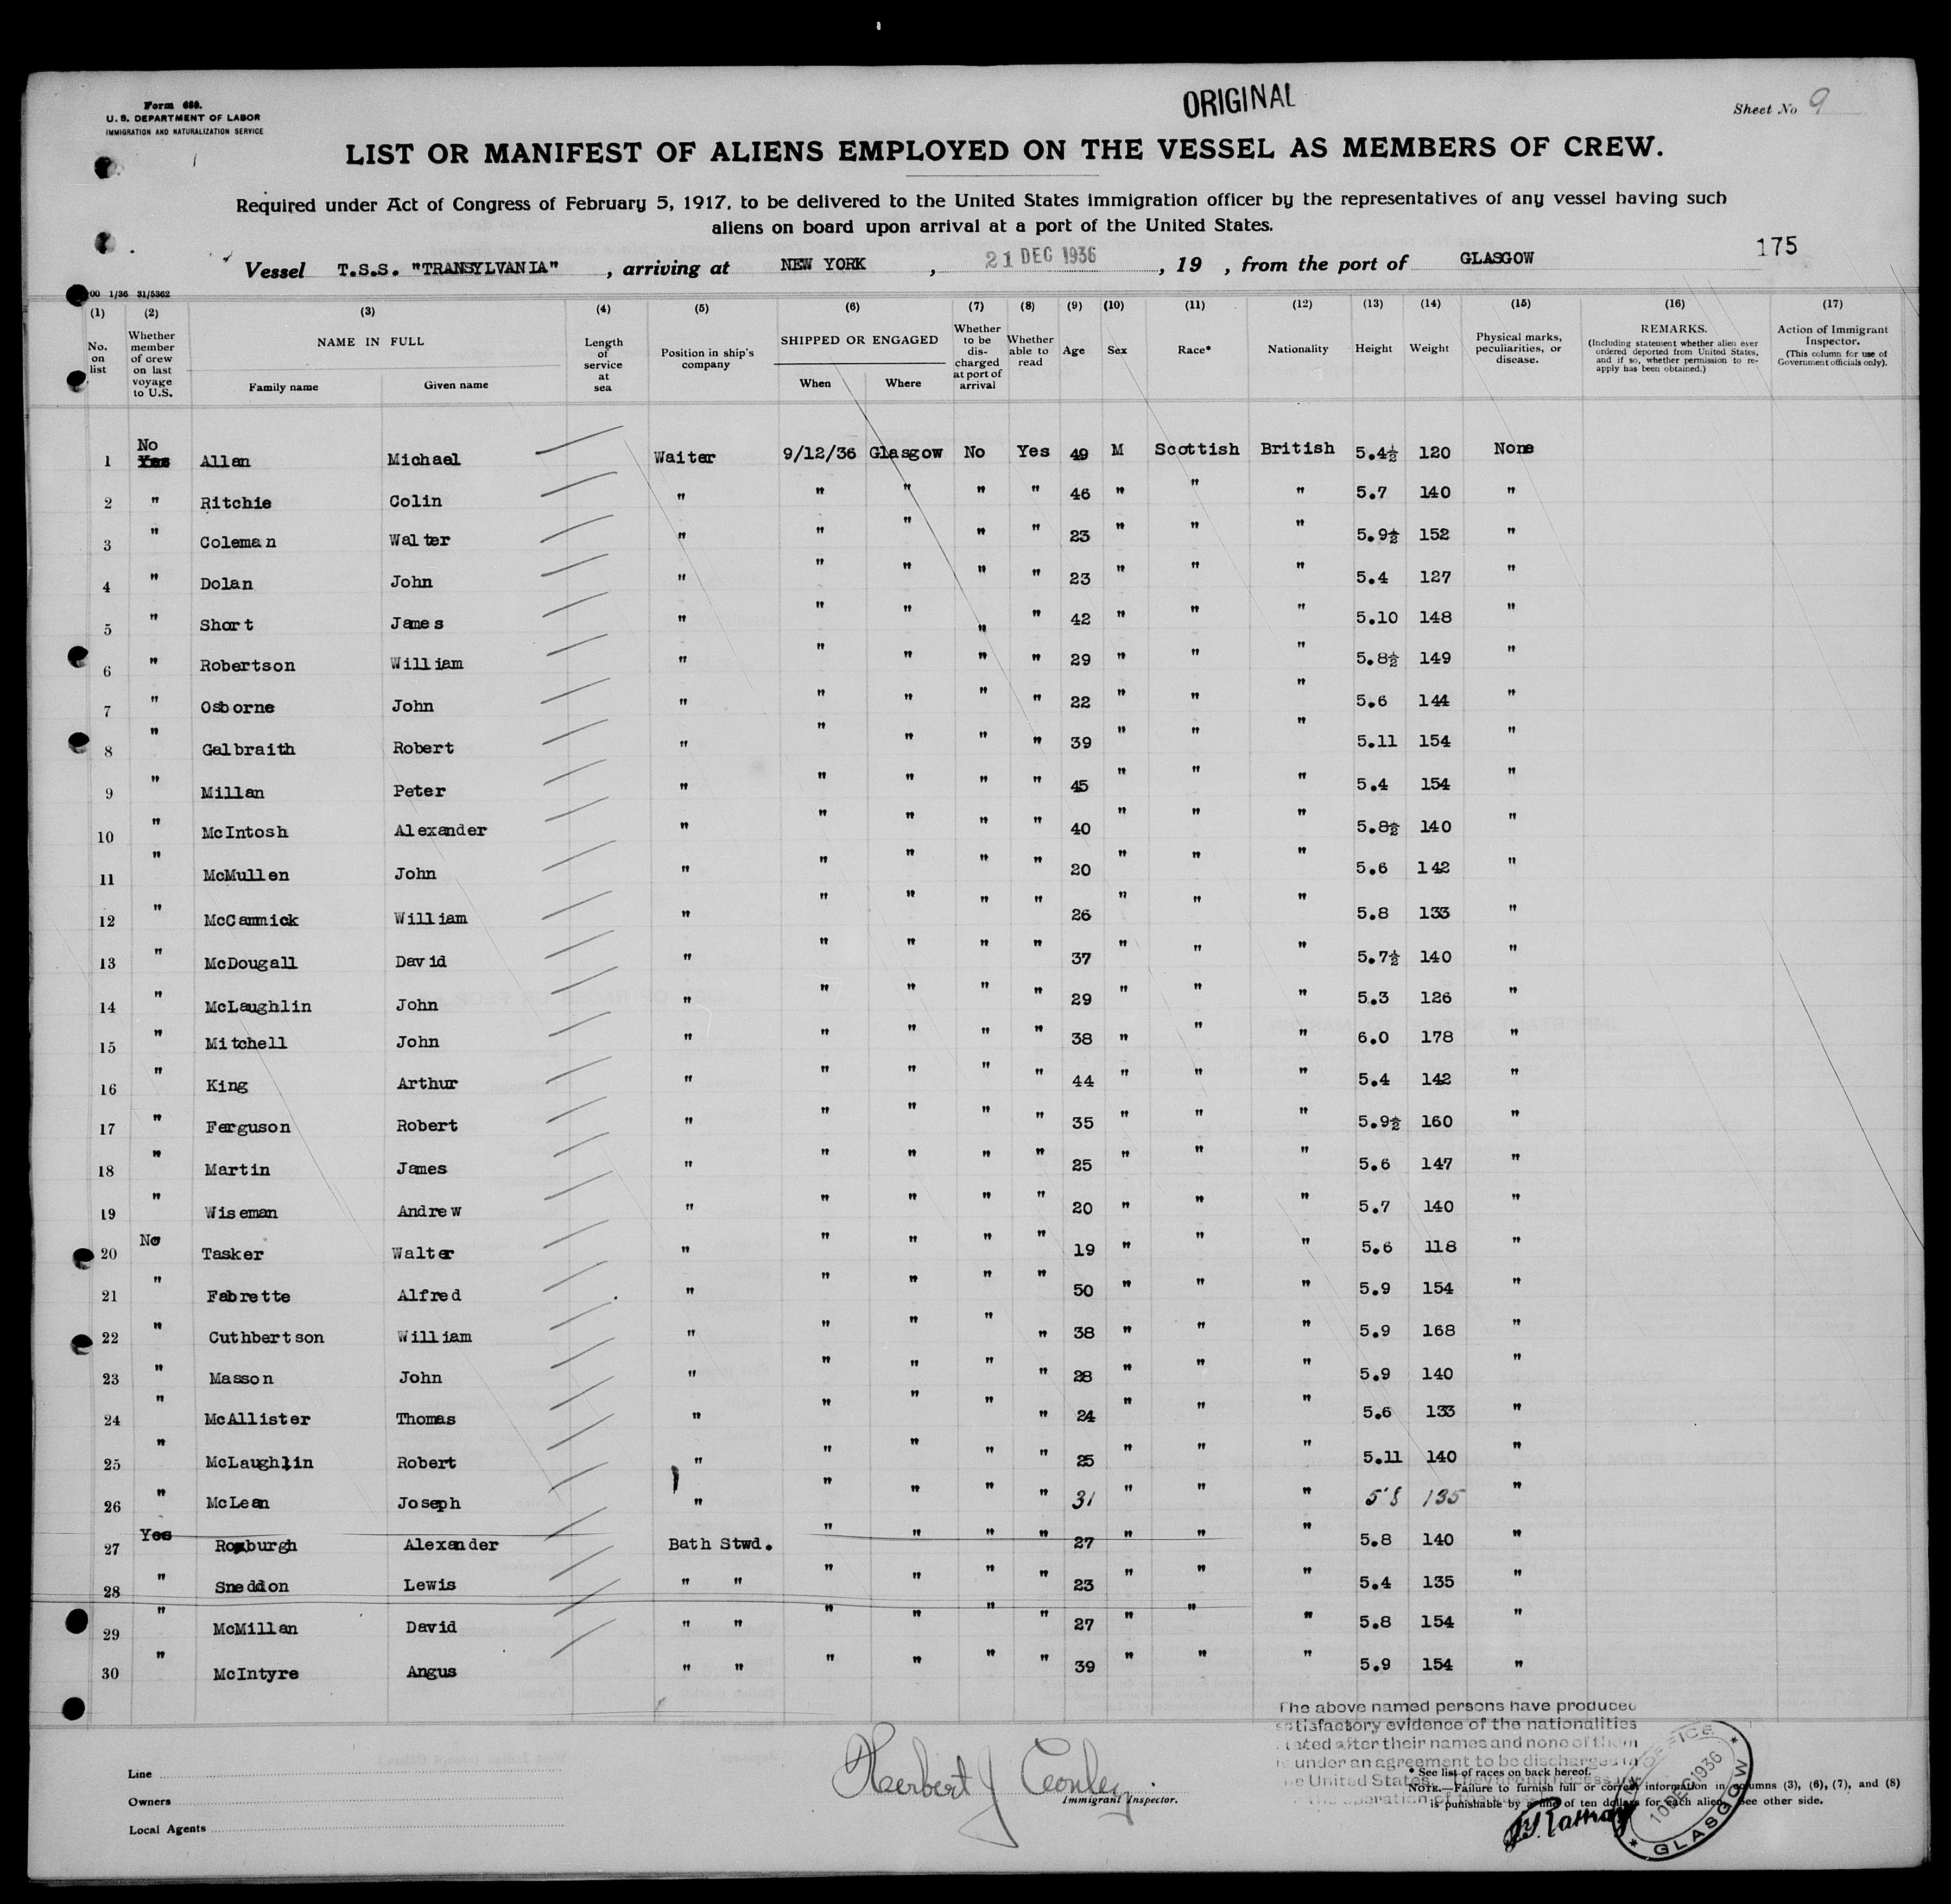 ORIGINAL
Form 680.
U. S. DEPARTMENT OF LABOR
IMMIGRATION AND NATURALIZATION SERVICE
Sheet No 9
LIST OR MANIFEST OF ALIENS EMPLOYED ON THE VESSEL AS MEMBERS OF CREW.
Required under Act of Congress of February 5, 1917, to be delivered to the United States immigration officer by the representatives of any vessel having such
aliens on board upon arrival at a port of the United States.
175
Vessel T.S.S. "TRANSYLVANIA" , arriving at NEW YORK , 21 DEC 1936 , 19 , from the port of GLASGOW
00 1/36 31/5362
(1) (2) (3) (4) (5) (6) (7) (8) (9) (10) (11) (12) (13) (14) (15) (16) (17)
No. on list
Whether member of crew on last voyage to U.S.
NAME IN FULL
Family name Given name
Length of service at sea
Position in ship's company
SHIPPED OR ENGAGED
When Where
Whether to be discharged at port of arrival
Whether able to read
Age
Sex
Race*
Nationality
Height
Weight
Physical marks, peculiarities, or disease.
REMARKS.
(Including statement whether alien ever ordered deported from United States, and if so, whether permission to re-apply has been obtained.)
Action of Immigrant Inspector.
(This column for use of Government officials only).
1 No Yes Allan Michael Waiter 9/12/36 Glasgow No Yes 49 M Scottish British 5.4½ 120 None
2 " Ritchie Colin " " " " " 46 " " " 5.7 140 "
3 " Coleman Walter " " " " " 23 " " " 5.9½ 152 "
4 " Dolan John " " " " " 23 " " " 5.4 127 "
5 " Short James " " " " " 42 " " " 5.10 148 "
6 " Robertson William " " " " " 29 " " " 5.8½ 149 "
7 " Osborne John " " " " " 22 " " " 5.6 144 "
8 " Galbraith Robert " " " " " 39 " " " 5.11 154 "
9 " Millan Peter " " " " " 45 " " " 5.4 154 "
10 " McIntosh Alexander " " " " " 40 " " " 5.8½ 140 "
11 " McMullen John " " " " " 20 " " " 5.6 142 "
12 " McCammick William " " " " " 26 " " " 5.8 133 "
13 " McDougall David " " " " " 37 " " " 5.7½ 140 "
14 " McLaughlin John " " " " " 29 " " " 5.3 126 "
15 " Mitchell John " " " " " 38 " " " 6.0 178 "
16 " King Arthur " " " " " 44 " " " 5.4 142 "
17 " Ferguson Robert " " " " " 35 " " " 5.9½ 160 "
18 " Martin James " " " " " 25 " " " 5.6 147 "
19 " Wiseman Andrew " " " " " 20 " " " 5.7 140 "
20 No Tasker Walter " " " " " 19 " " " 5.6 118 "
21 " Fabrette Alfred " " " " " 50 " " " 5.9 154 "
22 " Cuthbertson William " " " " " 38 " " " 5.9 168 "
23 " Masson John " " " " " 28 " " " 5.9 140 "
24 " McAllister Thomas " " " " " 24 " " " 5.6 133 "
25 " McLaughlin Robert " " " " " 25 " " " 5.11 140 "
26 " McLean Joseph " " " " " 31 " " " 5'8 135 "
27 Yes Roxburgh Alexander Bath Stwd. " " " " 27 " " " 5.8 140 "
28 " Sneddon Lewis " " " " " " 23 " " " 5.4 135 "
29 " McMillan David " " " " " " 27 " " " 5.8 154 "
30 " McIntyre Angus " " " " " " 39 " " " 5.9 154 "
The above named persons have produced
satisfactory evidence of the nationalities
stated after their names and none of them
is under an agreement to be discharged in
the United States.
Line
Owners
Local Agents
Herbert J Conley
Immigrant Inspector.
* See list of races on back hereof.
NOTE.—Failure to furnish full or correct information in columns (3), (6), (7), and (8)
is punishable by a fine of ten dollars for each alien. See other side.
OFFICE
10 DEC 1936
GLASGOW